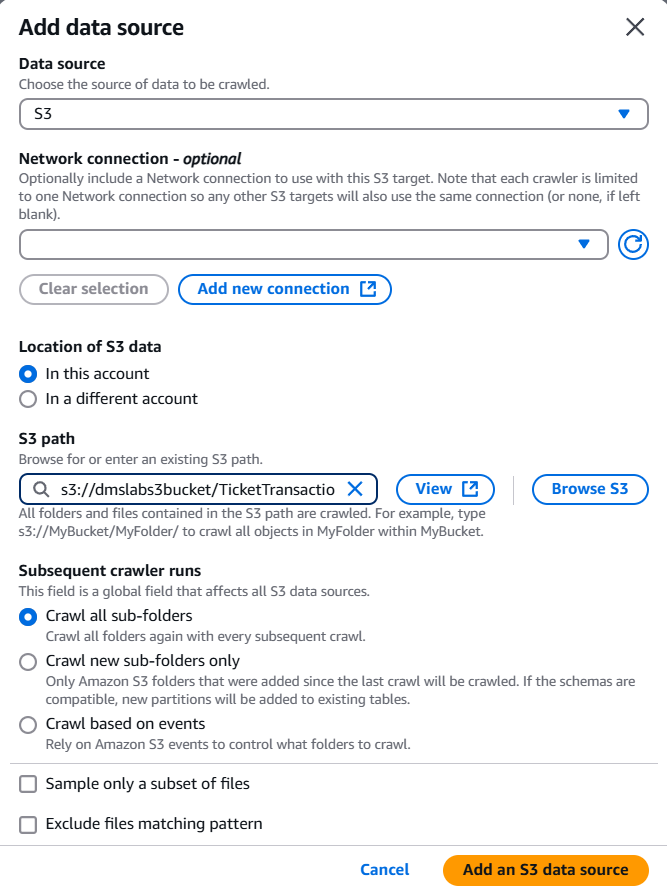 Add data source
Data source
Choose the source of data to be crawled.
S3
Network connection - optional
Optionally include a Network connection to use with this S3 target. Note that each crawler is limited
to one Network connection so any other S3 targets will also use the same connection (or none, if left
blank).
Clear selection
Add new connection
Location of S3 data
In this account
In a different account
S3 path
Browse for or enter an existing S3 path.
s3://dmslabs3bucket/TicketTransactio
View
Browse S3
All folders and files contained in the S3 path are crawled. For example, type
s3://MyBucket/MyFolder/ to crawl all objects in MyFolder within MyBucket.
Subsequent crawler runs
This field is a global field that affects all S3 data sources.
Crawl all sub-folders
Crawl all folders again with every subsequent crawl.
Crawl new sub-folders only
Only Amazon S3 folders that were added since the last crawl will be crawled. If the schemas are
compatible, new partitions will be added to existing tables.
Crawl based on events
Rely on Amazon S3 events to control what folders to crawl.
Sample only a subset of files
Exclude files matching pattern
Cancel
Add an S3 data source